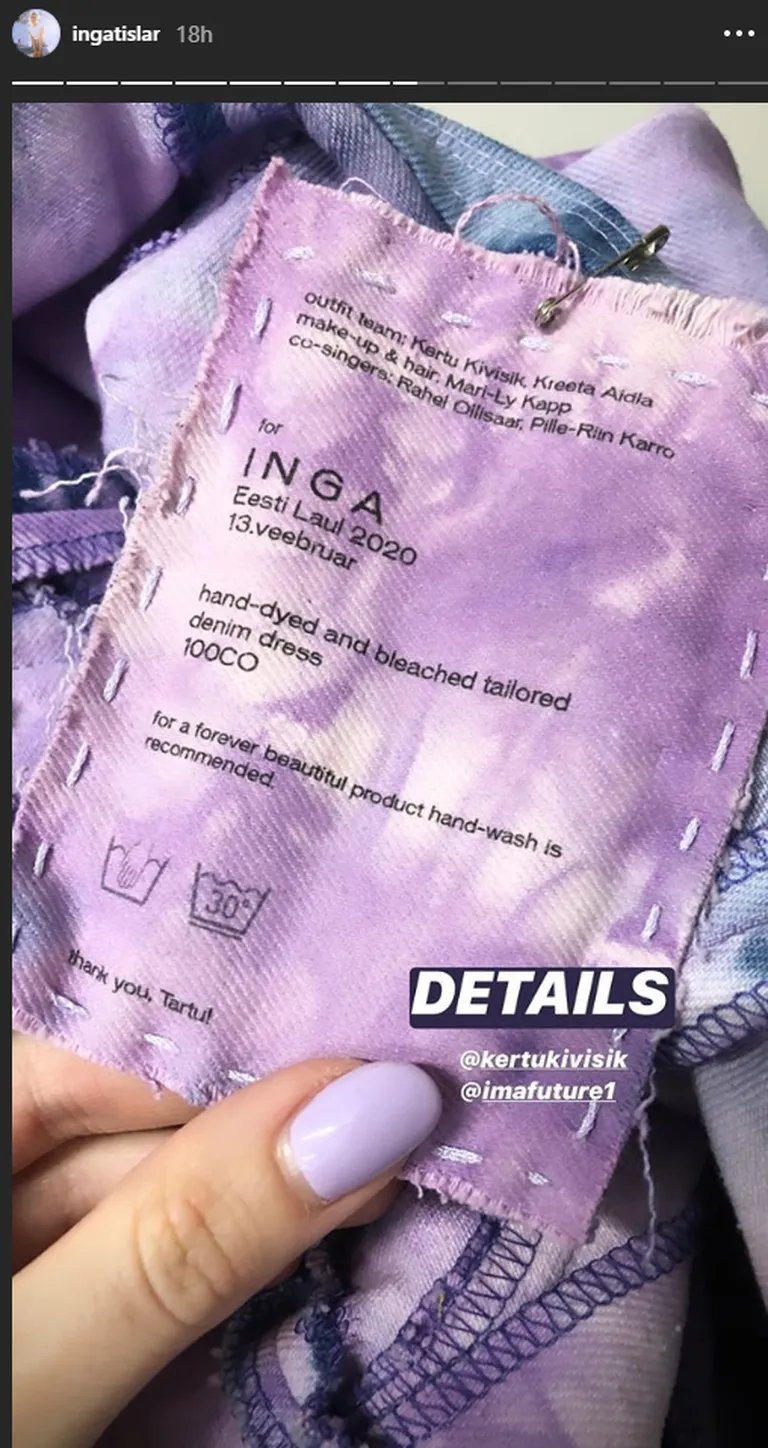 ingatislar 18h
outfit team: Kertu Kivisik, Kreeta Aidla
make-up & hair: Mari-Ly Kapp
co-singers: Rahel Ollisaar, Pille-Riin Karro
for
INGA
Eesti Laul 2020
13.veebruar
hand-dyed and bleached tailored
denim dress
100CO
for a forever beautiful product hand-wash is
recommended.
30°
thank you, Tartu!
DETAILS
@kertukivisik
@imafuture1